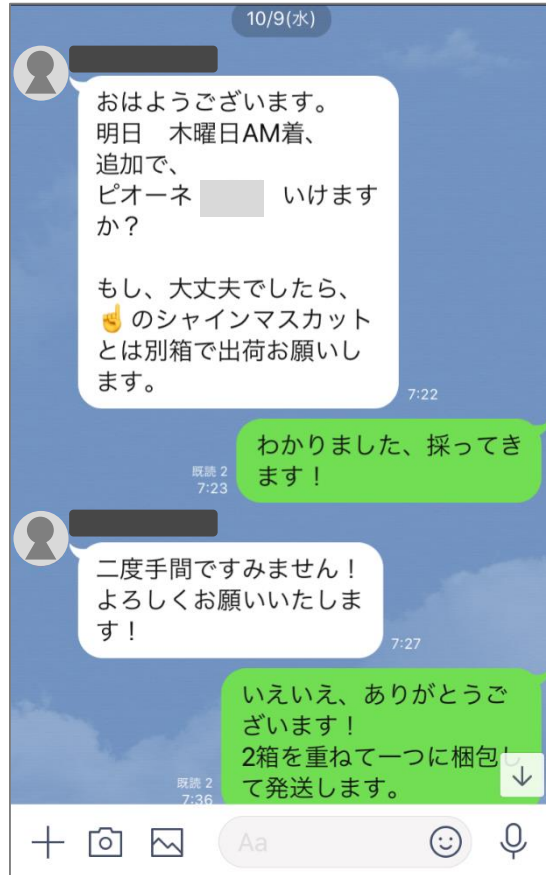 10/9(水)
おはようございます。
明日　木曜日AM着、
追加で、
ピオーネ　いけます
か？
もし、大丈夫でしたら、
☝のシャインマスカット
とは別箱で出荷お願いし
ます。
7:22
わかりました、採ってき
ます！
既読 2
7:23
二度手間ですみません！
よろしくお願いいたしま
す！
7:27
いえいえ、ありがとうご
ざいます！
2箱を重ねて一つに梱包し
て発送します。
既読 2
7:36
Aa